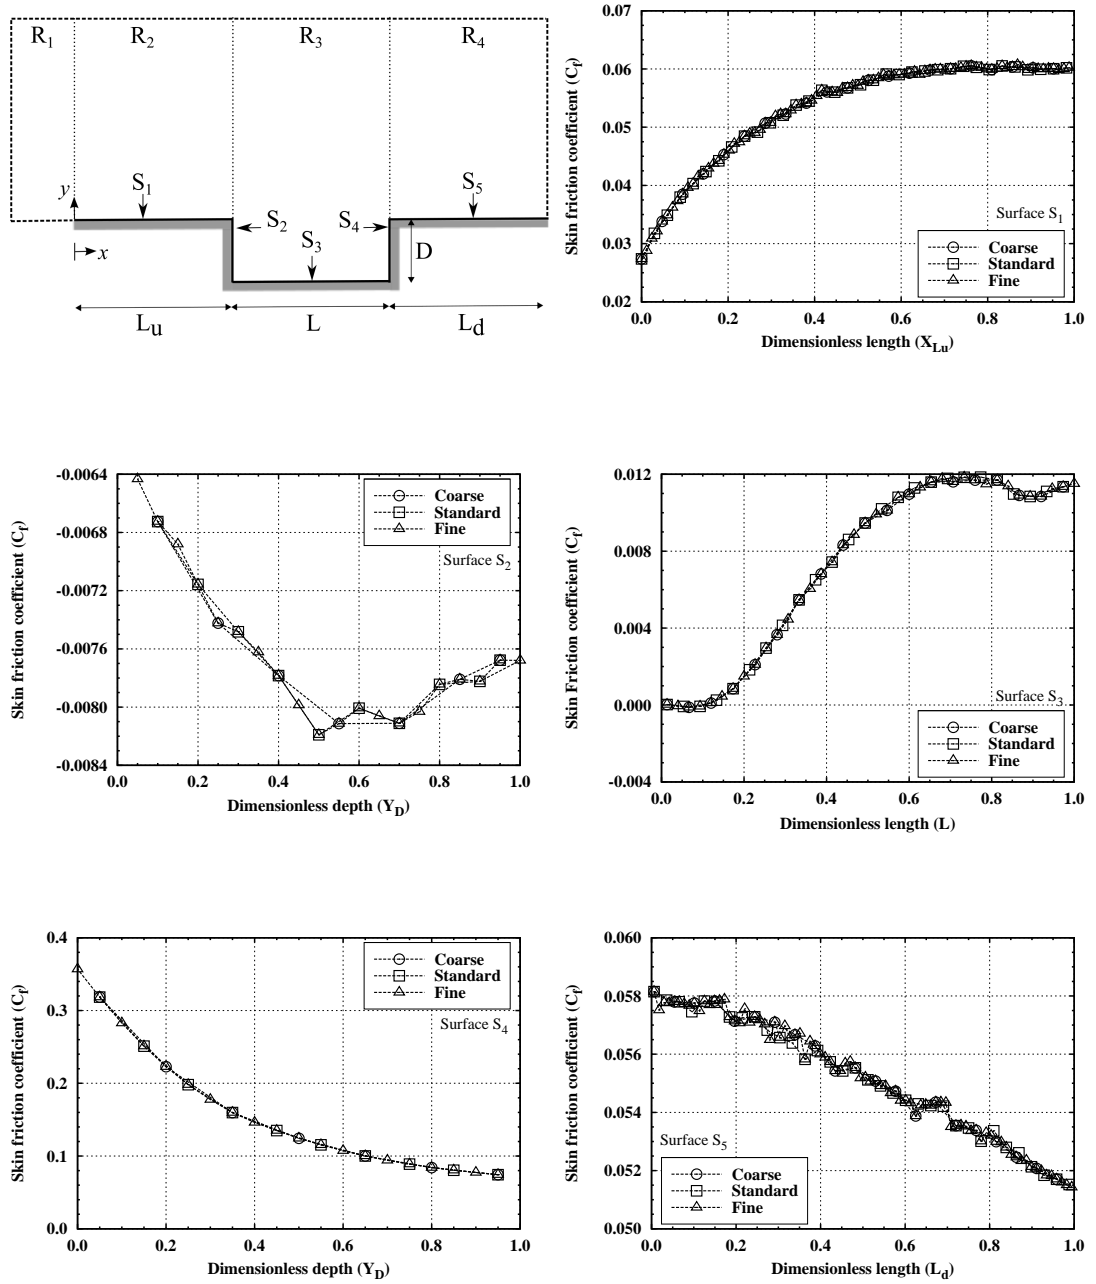 R1 R2 R3 R4
y S1 S5
S2 S4
S3
x D
Lu L Ld
0.07
0.06
0.05
0.04
0.03
0.02
Skin friction coefficient (Cf)
Surface S1
Coarse
Standard
Fine
0.0 0.2 0.4 0.6 0.8 1.0
Dimensionless length (XLu)
-0.0064
-0.0068
-0.0072
-0.0076
-0.0080
-0.0084
Skin friction coefficient (Cf)
Coarse
Standard
Fine
Surface S2
0.0 0.2 0.4 0.6 0.8 1.0
Dimensionless depth (YD)
0.012
0.008
0.004
0.000
-0.004
Skin Friction coefficient (Cf)
Surface S3
Coarse
Standard
Fine
0.0 0.2 0.4 0.6 0.8 1.0
Dimensionless length (L)
0.4
0.3
0.2
0.1
0.0
Skin friction coefficient (Cf)
Coarse
Standard
Fine
Surface S4
0.0 0.2 0.4 0.6 0.8 1.0
Dimensionless depth (YD)
0.060
0.058
0.056
0.054
0.052
0.050
Skin friction coefficient (Cf)
Surface S5
Coarse
Standard
Fine
0.0 0.2 0.4 0.6 0.8 1.0
Dimensionless length (Ld)